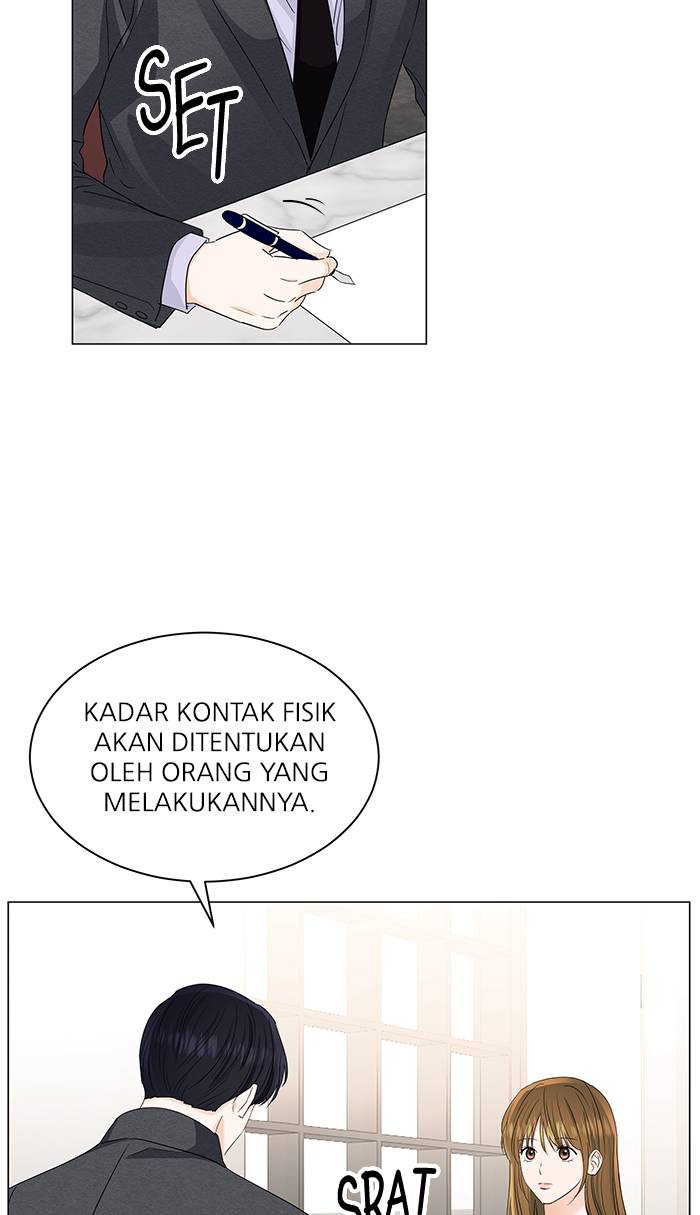 SET
KADAR KONTAK FISIK
AKAN DITENTUKAN
OLEH ORANG YANG
MELAKUKANNYA.
SRAT